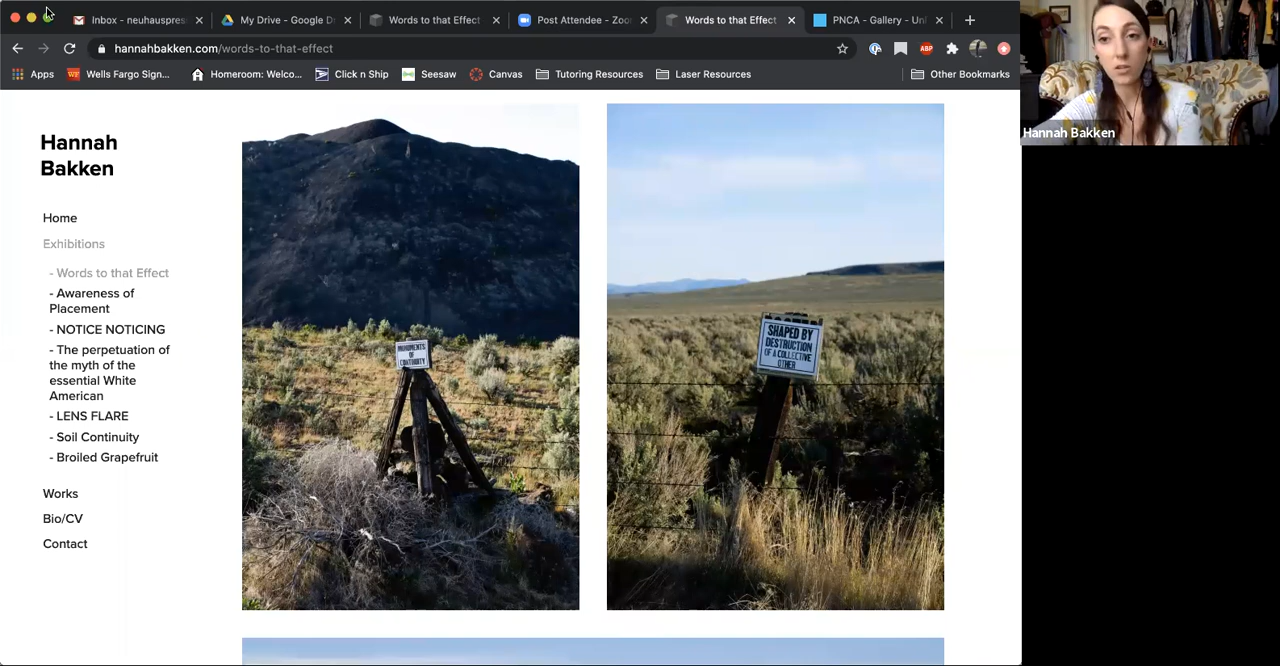 Inbox - neuhauspres
My Drive - Google D
Words to that Effect
Post Attendee - Zoo
Words to that Effect
PNCA - Gallery - Uni
hannahbakken.com/words-to-that-effect
ABP
Apps
Wells Fargo Sign...
Homeroom: Welco...
Click n Ship
Seesaw
Canvas
Tutoring Resources
Laser Resources
Other Bookmarks
Hannah
Bakken
Home
Exhibitions
- Words to that Effect
- Awareness of
Placement
- NOTICE NOTICING
- The perpetuation of
the myth of the
essential White
American
- LENS FLARE
- Soil Continuity
- Broiled Grapefruit
Works
Bio/CV
Contact
MONUMENTS
OF
CONTINUITY
SHAPED BY
DESTRUCTION
OF A COLLECTIVE
OTHER
Hannah Bakken